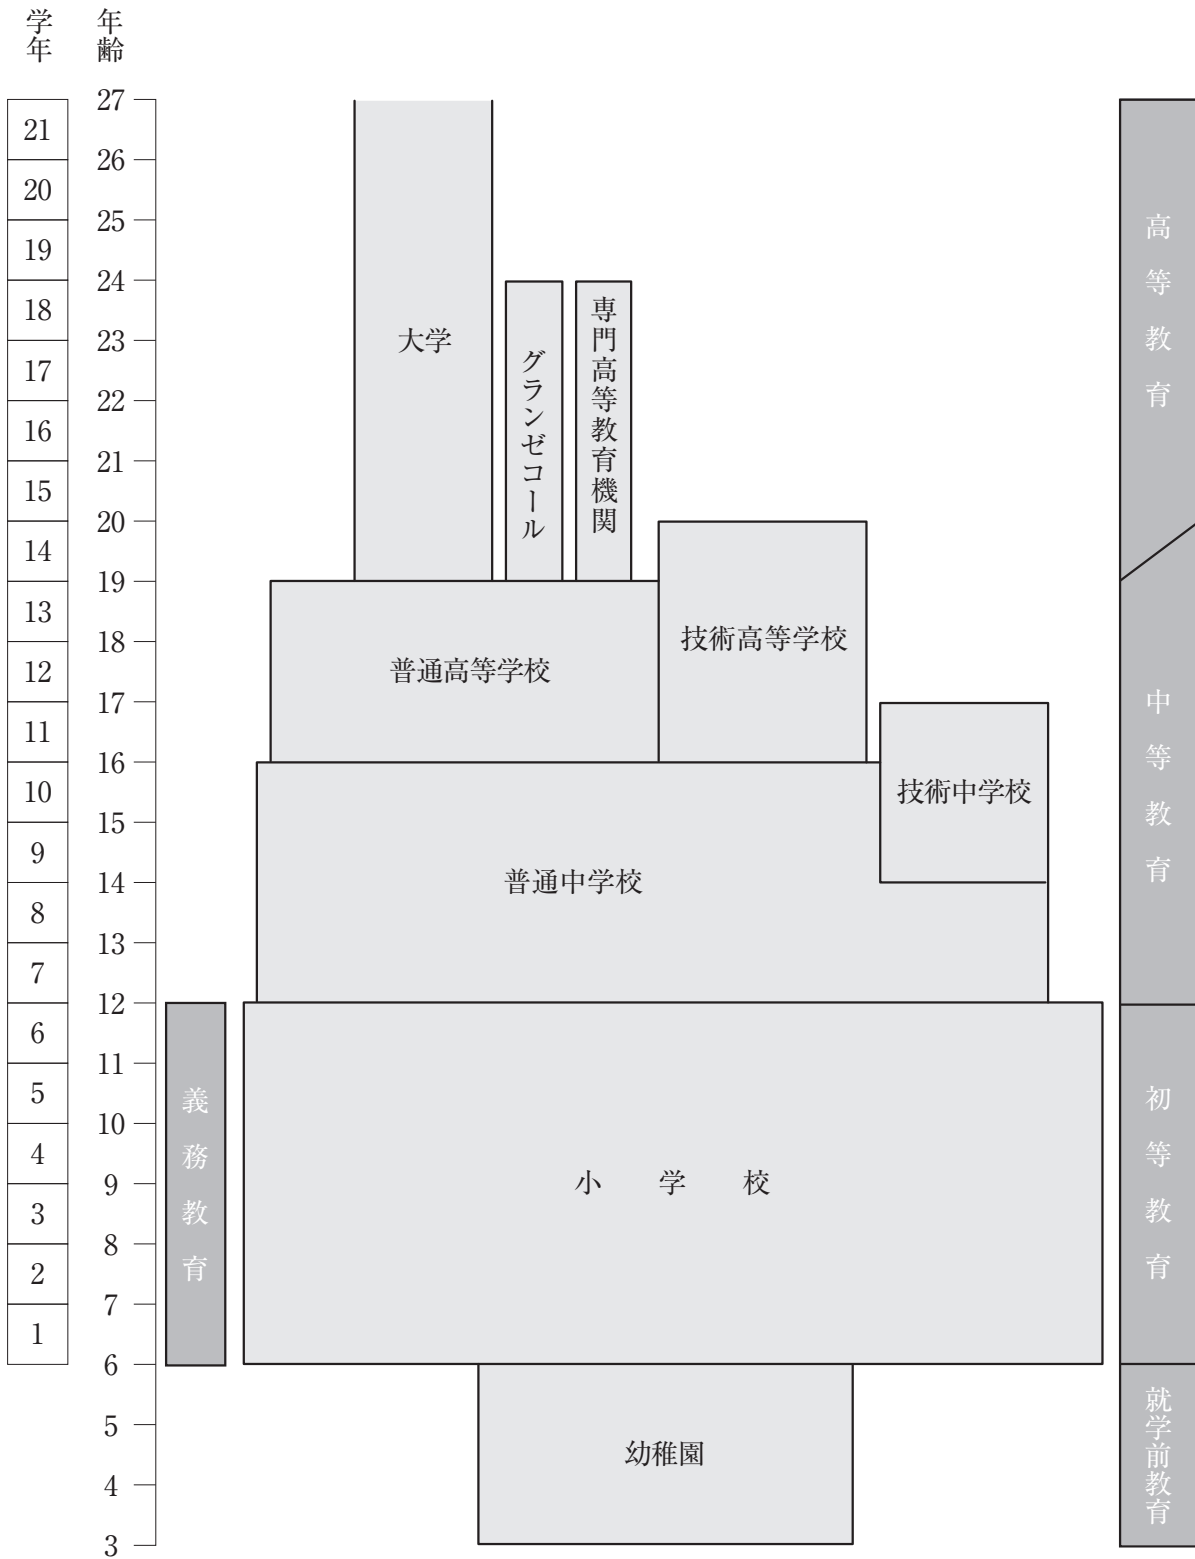 学年
年齢
27
21
26
20
25
19
24
18
23
17
22
16
21
15
20
14
19
13
18
12
17
11
16
10
15
9
14
8
13
7
12
6
11
5
10
4
9
3
8
2
7
1
6
5
4
3
大学
グランゼコール
専門高等教育機関
普通高等学校
技術高等学校
技術中学校
普通中学校
小学校
幼稚園
義務教育
高等教育
中等教育
初等教育
就学前教育